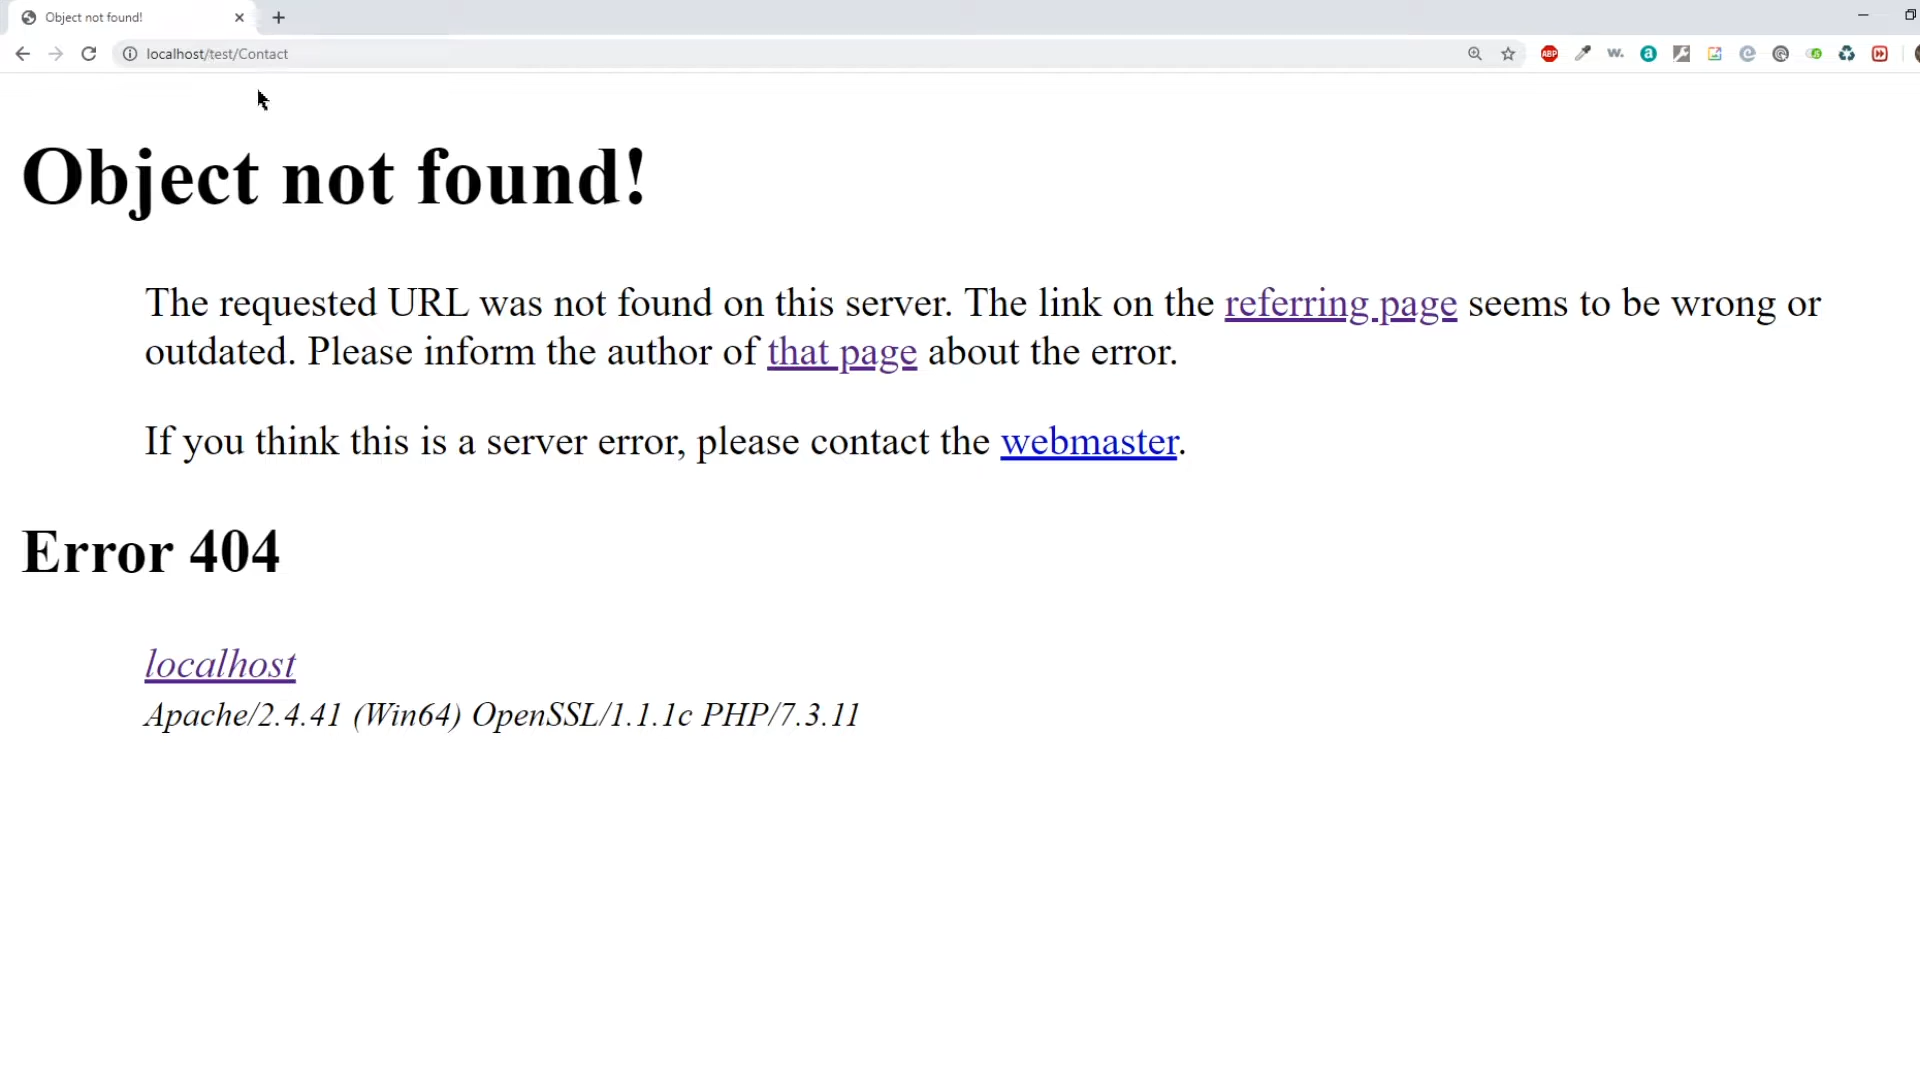 Object not found!
localhost/test/Contact
ABP
w.
a
Object not found!
The requested URL was not found on this server. The link on the referring page seems to be wrong or
outdated. Please inform the author of that page about the error.
If you think this is a server error, please contact the webmaster.
Error 404
localhost
Apache/2.4.41 (Win64) OpenSSL/1.1.1c PHP/7.3.11